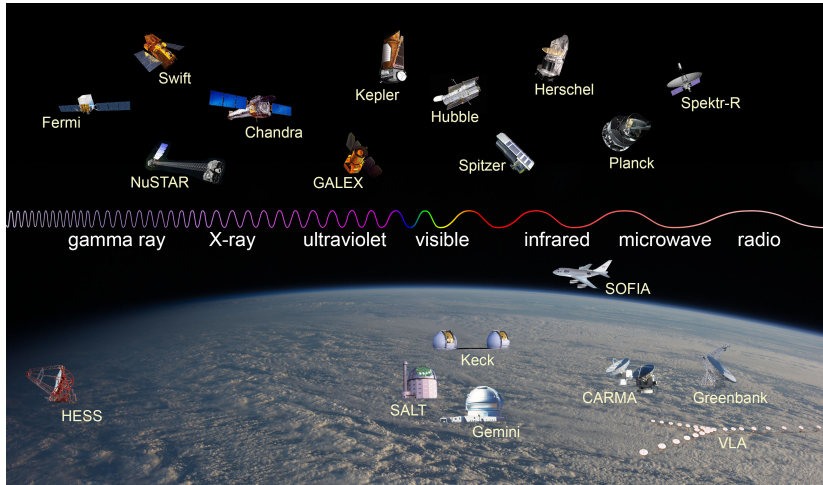 Swift
Kepler
Herschel
Spektr-R
Fermi
Chandra
Hubble
NuSTAR
GALEX
Spitzer
Planck
gamma ray
X-ray
ultraviolet
visible
infrared
microwave
radio
SOFIA
Keck
HESS
SALT
Gemini
CARMA
Greenbank
VLA